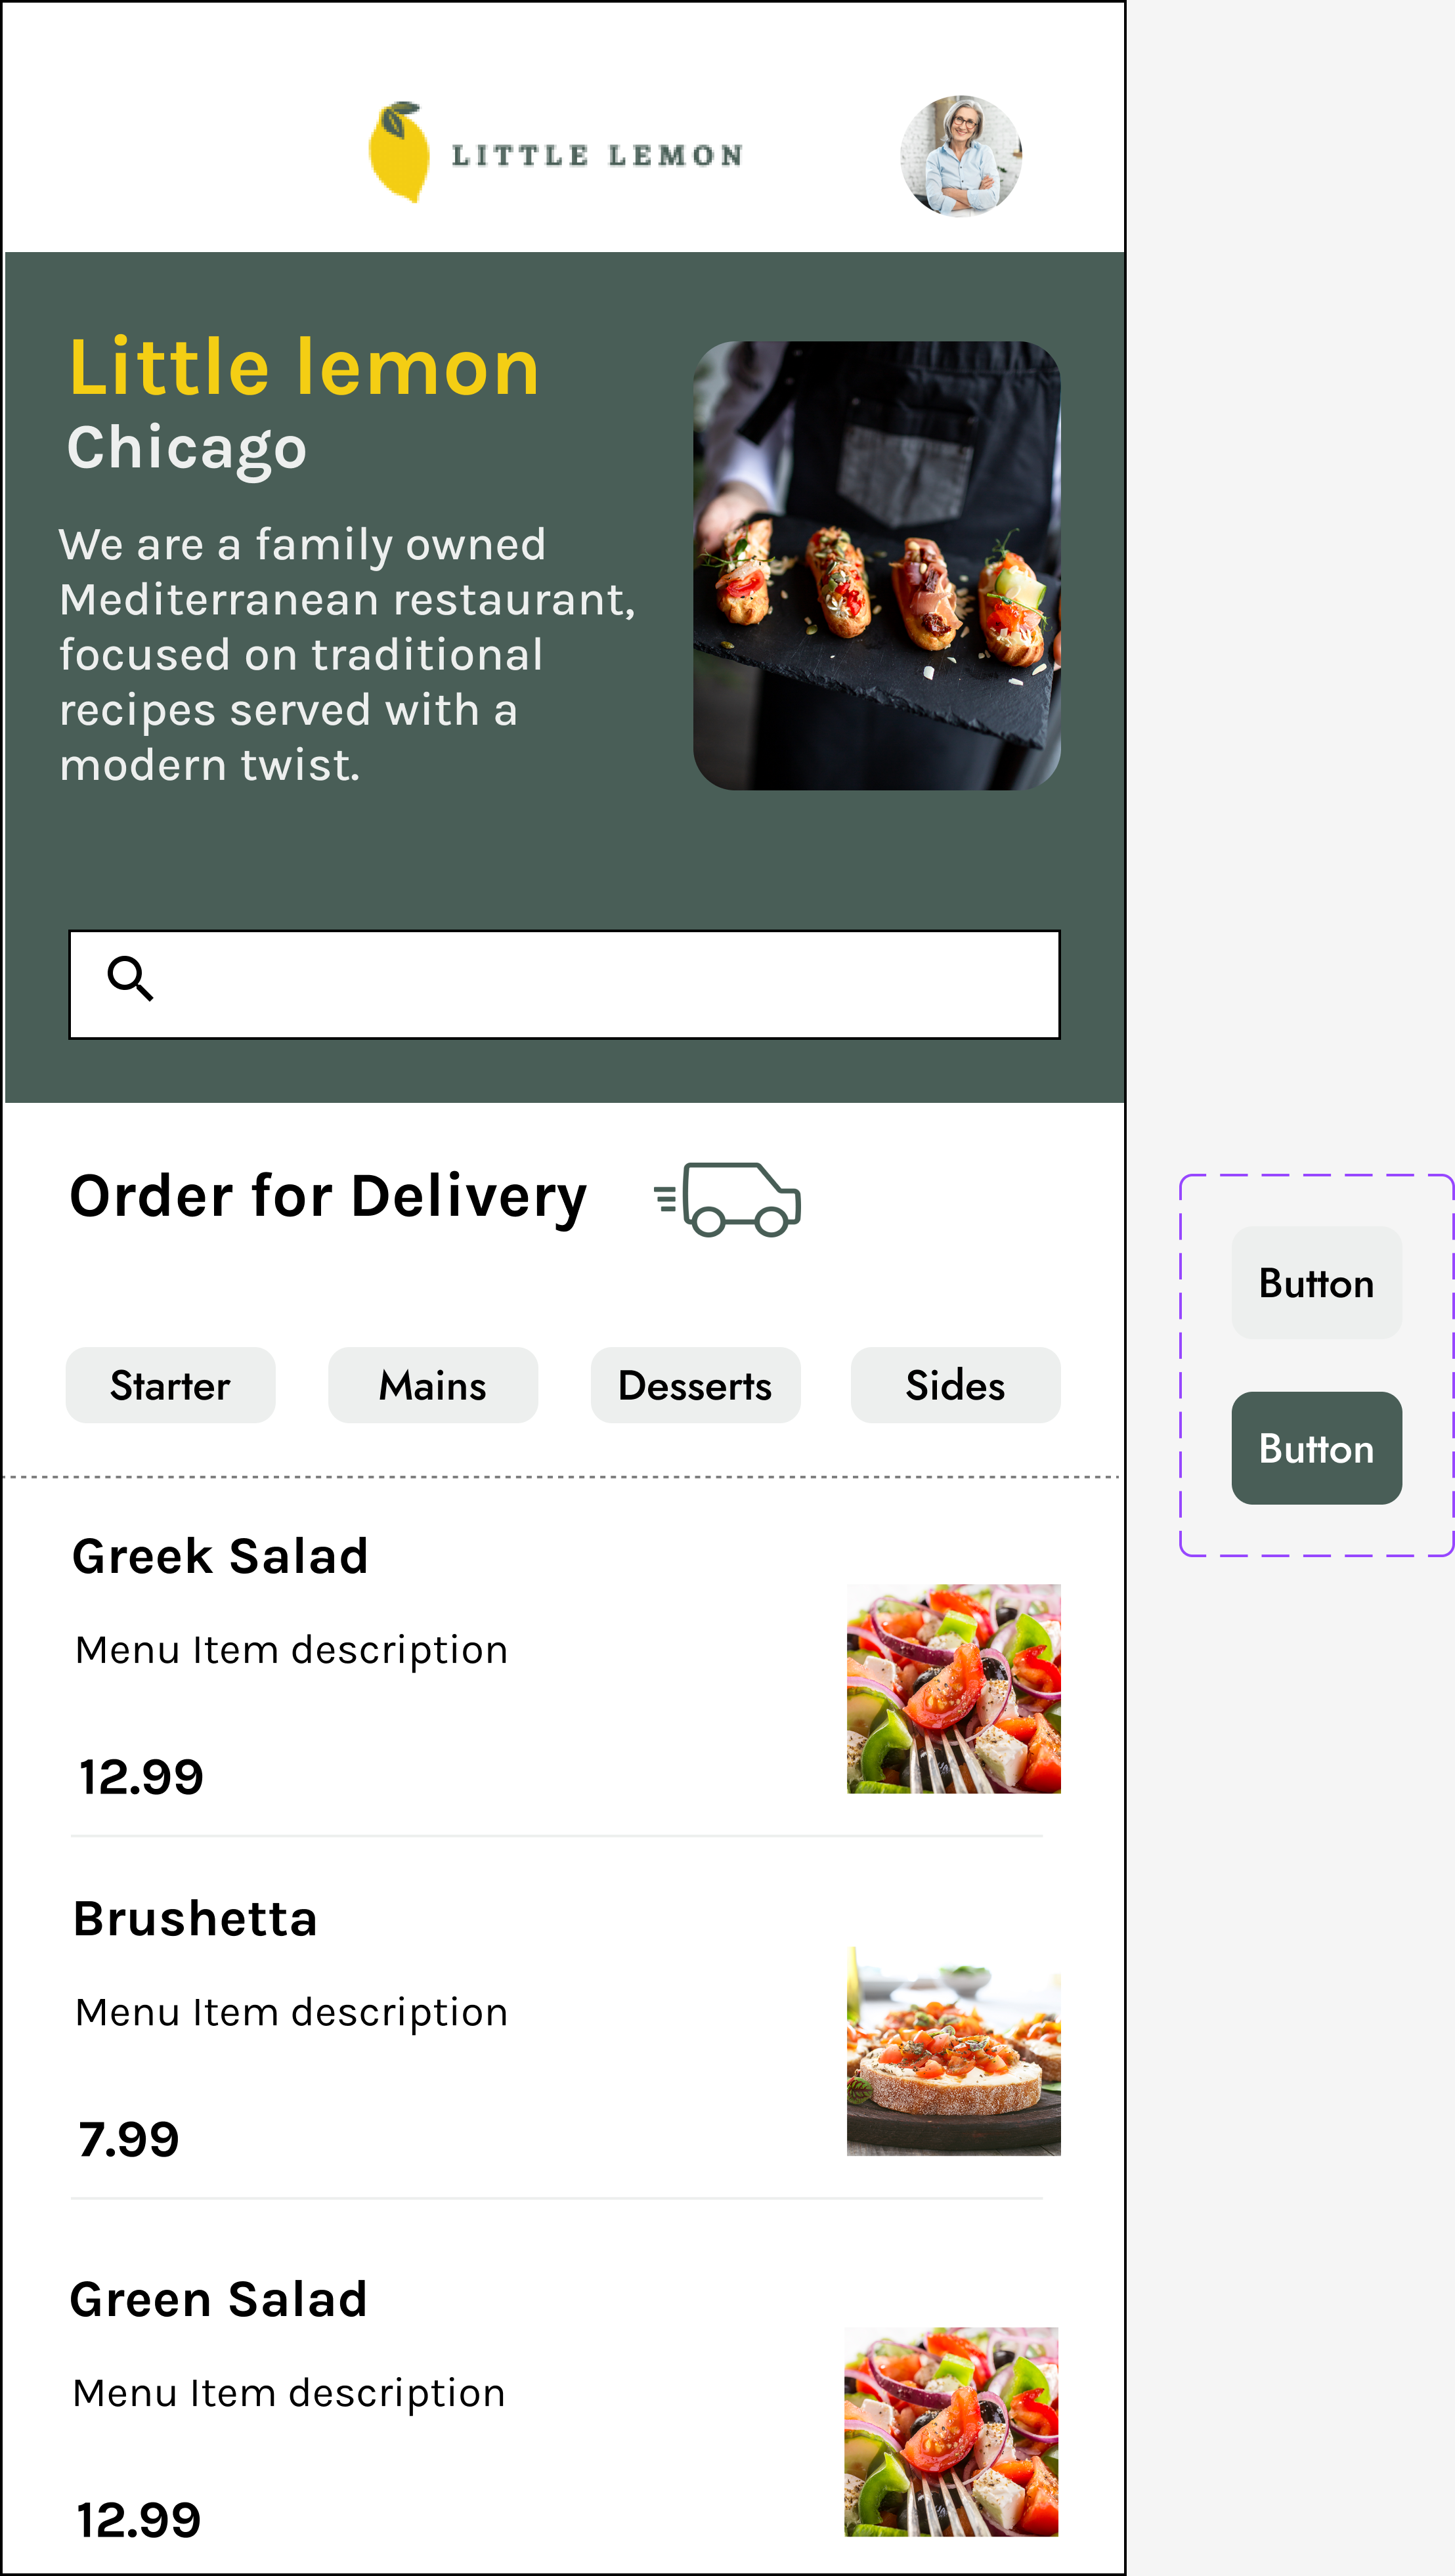 LITTLE LEMON
Little lemon
Chicago
We are a family owned
Mediterranean restaurant,
focused on traditional
recipes served with a
modern twist.
Order for Delivery
Starter Mains Desserts Sides
Greek Salad
Menu Item description
12.99
Brushetta
Menu Item description
7.99
Green Salad
Menu Item description
12.99
Button
Button